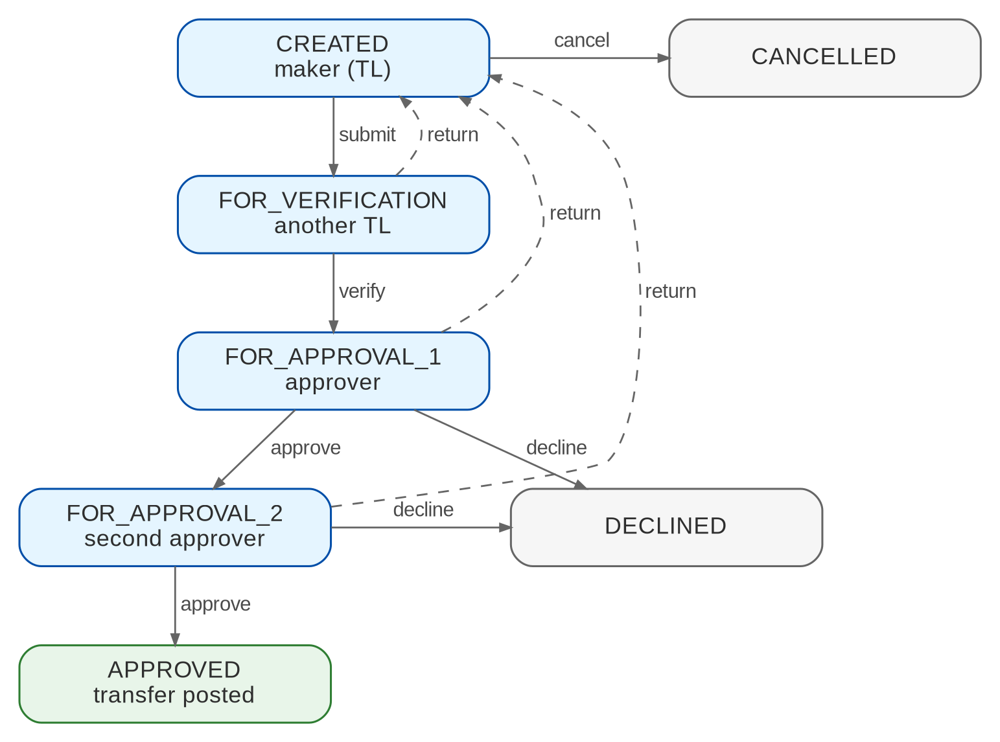 CREATED
maker (TL)
cancel
CANCELLED
submit
return
FOR_VERIFICATION
another TL
return
verify
return
FOR_APPROVAL_1
approver
approve
decline
FOR_APPROVAL_2
second approver
decline
DECLINED
approve
APPROVED
transfer posted